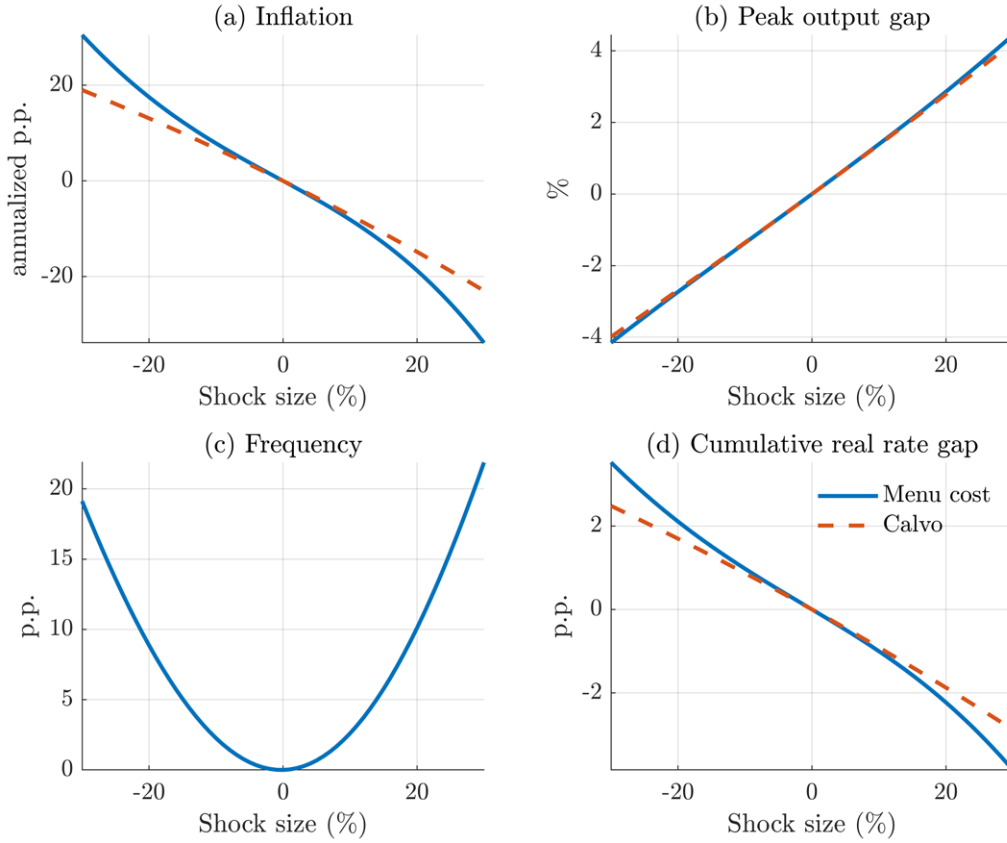 (a) Inflation
annualized p.p.
20
0
-20
-20
0
20
Shock size (%)
(b) Peak output gap
%
4
2
0
-2
-4
-20
0
20
Shock size (%)
(c) Frequency
p.p.
20
15
10
5
0
-20
0
20
Shock size (%)
(d) Cumulative real rate gap
p.p.
2
0
-2
Menu cost
Calvo
-20
0
20
Shock size (%)